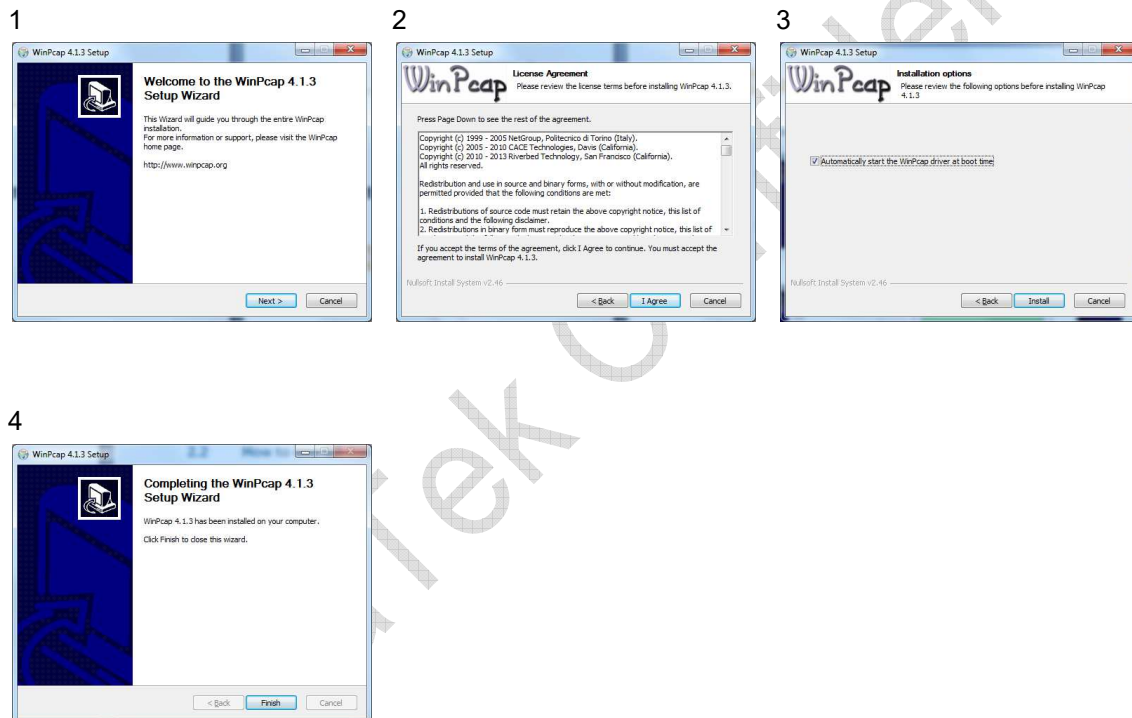 1
WinPcap 4.1.3 Setup
Welcome to the WinPcap 4.1.3
Setup Wizard
This Wizard will guide you through the entire WinPcap
installation.
For more information or support, please visit the WinPcap
home page.
http://www.winpcap.org
Next >
Cancel
2
WinPcap 4.1.3 Setup
WinPcap
License Agreement
Please review the license terms before installing WinPcap 4.1.3.
Press Page Down to see the rest of the agreement.
Copyright (c) 1999 - 2005 NetGroup, Politecnico di Torino (Italy).
Copyright (c) 2005 - 2010 CACE Technologies, Davis (California).
Copyright (c) 2010 - 2013 Riverbed Technology, San Francisco (California).
All rights reserved.
Redistribution and use in source and binary forms, with or without modification, are
permitted provided that the following conditions are met:
1. Redistributions of source code must retain the above copyright notice, this list of
conditions and the following disclaimer.
2. Redistributions in binary form must reproduce the above copyright notice, this list of
If you accept the terms of the agreement, click I Agree to continue. You must accept the
agreement to install WinPcap 4.1.3.
Nullsoft Install System v2.46
< Back
I Agree
Cancel
3
WinPcap 4.1.3 Setup
WinPcap
Installation options
Please review the following options before installing WinPcap
4.1.3
Automatically start the WinPcap driver at boot time
Nullsoft Install System v2.46
< Back
Install
Cancel
4
WinPcap 4.1.3 Setup
2.2 How to
Completing the WinPcap 4.1.3
Setup Wizard
WinPcap 4.1.3 has been installed on your computer.
Click Finish to close this wizard.
< Back
Finish
Cancel